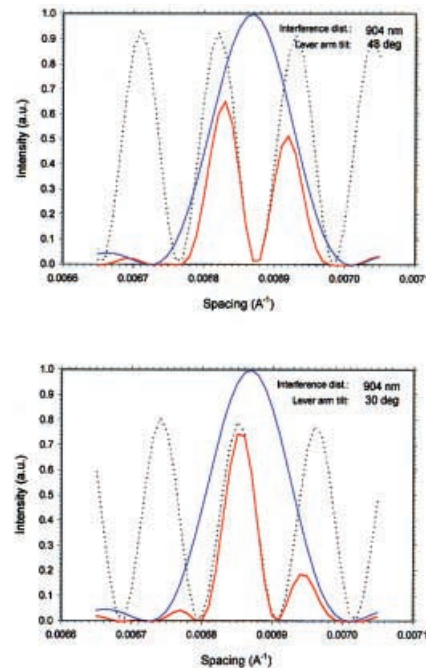 Interference dist.: 904 nm
Lever arm tilt: 48 deg
1.0
0.9
0.8
0.7
0.6
0.5
0.4
0.3
0.2
0.1
0.0
Intensity (a.u.)
0.0066 0.0067 0.0068 0.0069 0.0070 0.0071
Spacing (A⁻¹)
Interference dist.: 904 nm
Lever arm tilt: 30 deg
1.0
0.9
0.8
0.7
0.6
0.5
0.4
0.3
0.2
0.1
0.0
Intensity (a.u.)
0.0066 0.0067 0.0068 0.0069 0.0070 0.0071
Spacing (A⁻¹)